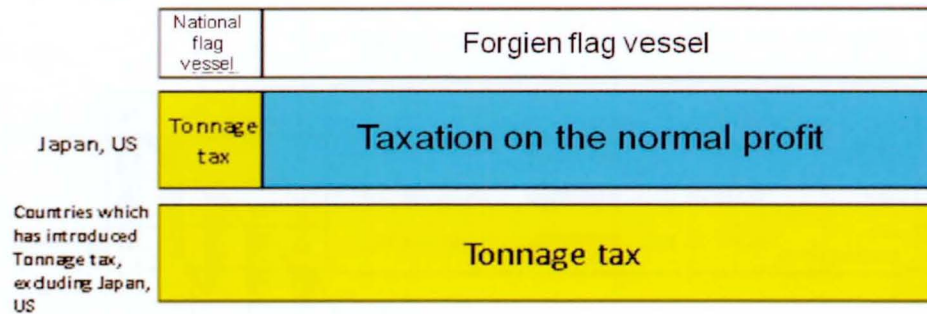 National
flag
vessel
Forgien flag vessel
Japan, US
Tonnage
tax
Taxation on the normal profit
Countries which
has introduced
Tonnage tax,
excluding Japan,
US
Tonnage tax